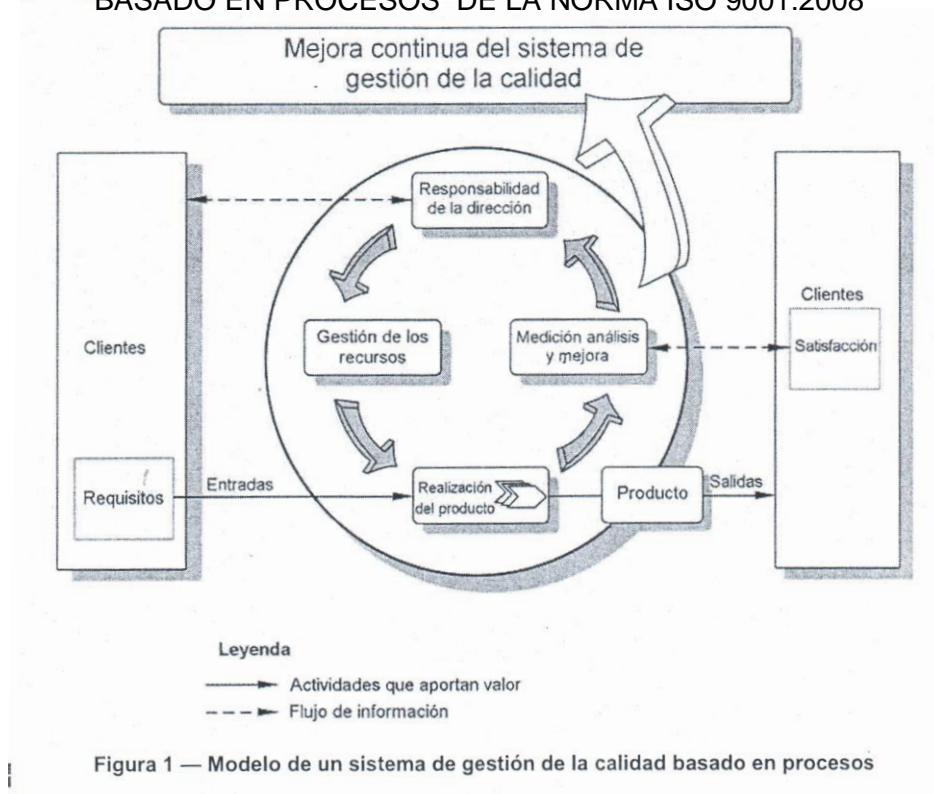 BASADO EN PROCESOS DE LA NORMA ISO 9001:2008
Mejora continua del sistema de
gestión de la calidad
Responsabilidad
de la dirección
Clientes
Gestión de los
recursos
Medición análisis
y mejora
Clientes
Satisfacción
Requisitos
Entradas
Realización
del producto
Producto
Salidas
Leyenda
Actividades que aportan valor
Flujo de información
Figura 1 — Modelo de un sistema de gestión de la calidad basado en procesos